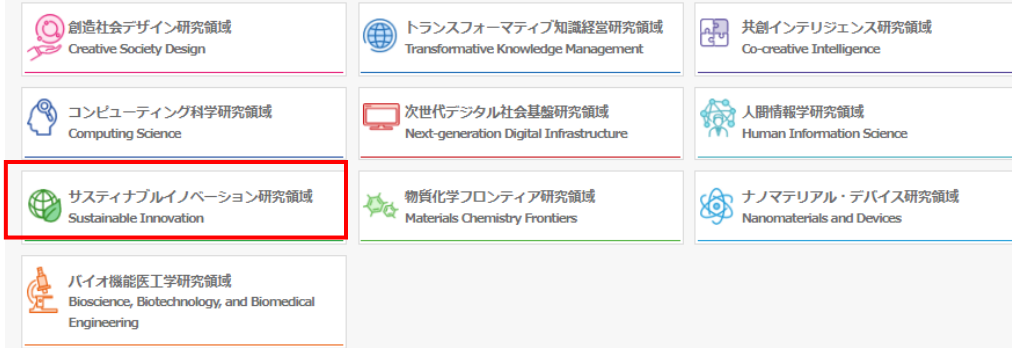 創造社会デザイン研究領域
Creative Society Design
トランスフォーマティブ知識経営研究領域
Transformative Knowledge Management
共創インテリジェンス研究領域
Co-creative Intelligence
コンピューティング科学研究領域
Computing Science
次世代デジタル社会基盤研究領域
Next-generation Digital Infrastructure
人間情報学研究領域
Human Information Science
サスティナブルイノベーション研究領域
Sustainable Innovation
物質化学フロンティア研究領域
Materials Chemistry Frontiers
ナノマテリアル・デバイス研究領域
Nanomaterials and Devices
バイオ機能医工学研究領域
Bioscience, Biotechnology, and Biomedical
Engineering